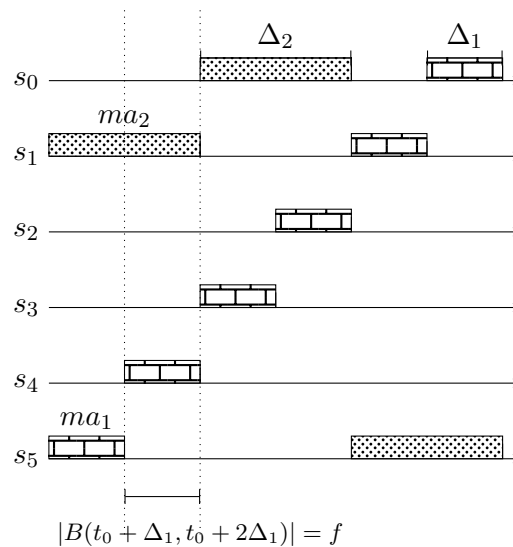 Δ₂ Δ₁
s₀
ma₂
s₁
s₂
s₃
s₄
ma₁
s₅
|B(t₀ + Δ₁, t₀ + 2Δ₁)| = f